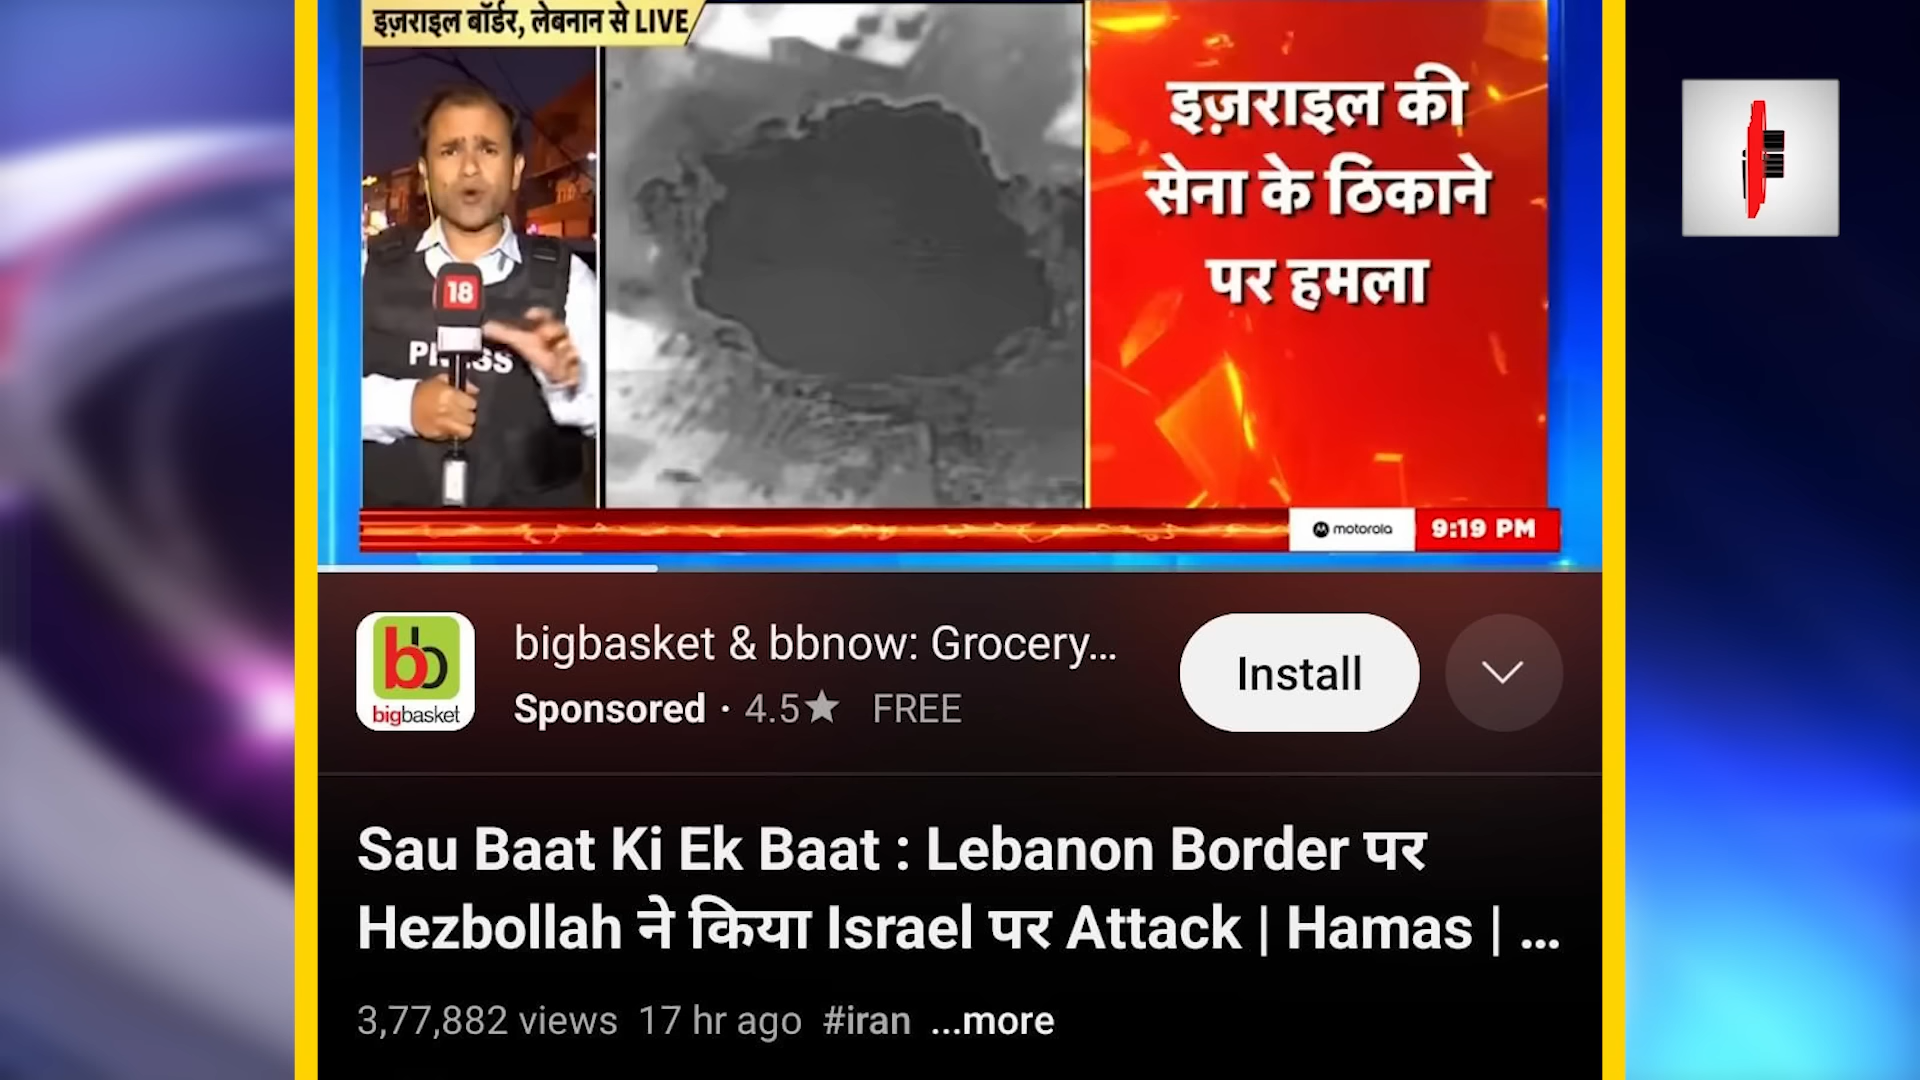 इज़राइल बॉर्डर, लेबनान से LIVE
इज़राइल की
सेना के ठिकाने
पर हमला
18
motorola
9:19 PM
bigbasket & bbnow: Grocery...
Sponsored · 4.5★ FREE
Install
bb
bigbasket
Sau Baat Ki Ek Baat : Lebanon Border पर
Hezbollah ने किया Israel पर Attack | Hamas | ...
3,77,882 views 17 hr ago #iran ...more